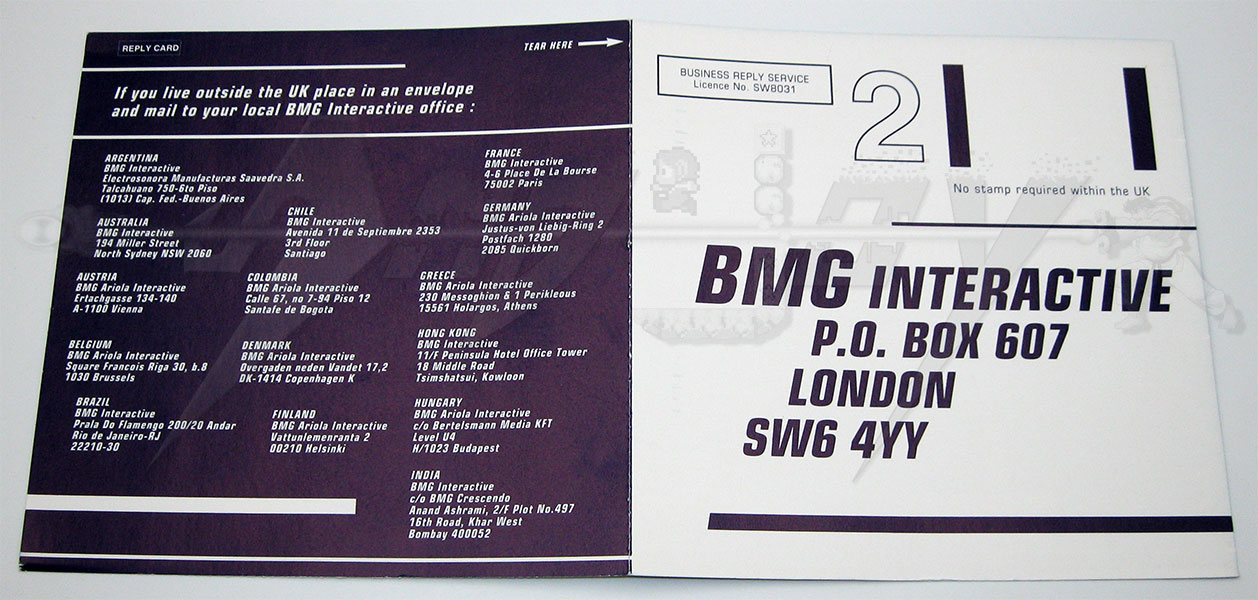 REPLY CARD
TEAR HERE
If you live outside the UK place in an envelope
and mail to your local BMG Interactive office :
ARGENTINA
BMG Interactive
Electrosonora Manufacturas Saavedra S.A.
Talcahuano 750-6to Piso
(1013) Cap. Fed.-Buenos Aires
AUSTRALIA
BMG Interactive
194 Miller Street
North Sydney NSW 2060
AUSTRIA
BMG Ariola Interactive
Ertachgasse 134-140
A-1100 Vienna
BELGIUM
BMG Ariola Interactive
Square Francois Riga 30, b.8
1030 Brussels
BRAZIL
BMG Interactive
Praia Do Flamengo 200/20 Andar
Rio de Janeiro-RJ
22210-30
CHILE
BMG Interactive
Avenida 11 de Septiembre 2353
3rd Floor
Santiago
COLOMBIA
BMG Ariola Interactive
Calle 67, no 7-94 Piso 12
Santafe de Bogota
DENMARK
BMG Ariola Interactive
Overgaden neden Vandet 17,2
DK-1414 Copenhagen K
FINLAND
BMG Ariola Interactive
Vattuniemenranta 2
00210 Helsinki
FRANCE
BMG Interactive
4-6 Place De La Bourse
75002 Paris
GERMANY
BMG Ariola Interactive
Justus-von Liebig-Ring 2
Postfach 1280
2085 Quickborn
GREECE
BMG Ariola Interactive
230 Messoghion & 1 Perikleous
15561 Holargos, Athens
HONG KONG
BMG Interactive
11/F Peninsula Hotel Office Tower
18 Middle Road
Tsimshatsui, Kowloon
HUNGARY
BMG Ariola Interactive
c/o Bertelsmann Media KFT
Level U4
H/1023 Budapest
INDIA
BMG Interactive
c/o BMG Crescendo
Anand Ashrami, 2/F Plot No.497
16th Road, Khar West
Bombay 400052
BUSINESS REPLY SERVICE
Licence No. SW8031
2
No stamp required within the UK
BMG INTERACTIVE
P.O. BOX 607
LONDON
SW6 4YY